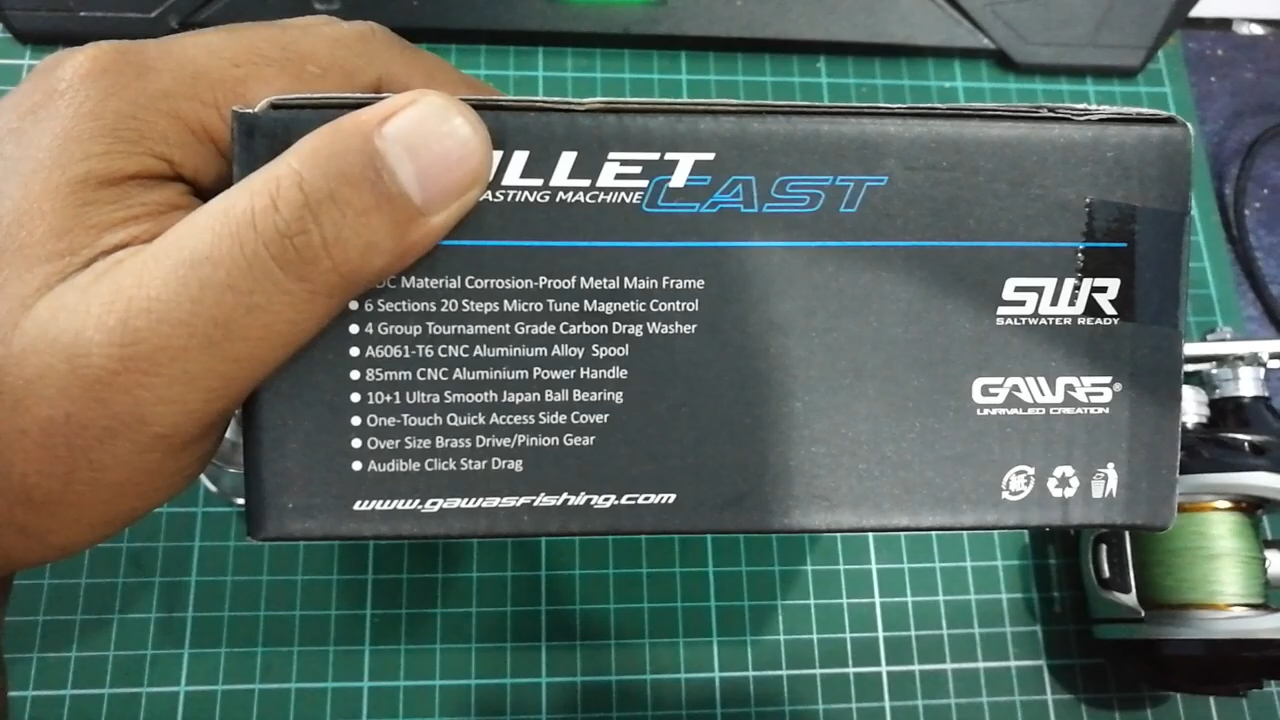 CAST
MACHINE
Material Corrosion-Proof Metal Main Frame
6 Sections 20 Steps Micro Tune Magnetic Control
4 Group Tournament Grade Carbon Drag Washer
A6061-T6 CNC Aluminium Alloy Spool
85mm CNC Aluminium Power Handle
10+1 Ultra Smooth Japan Ball Bearing
One-Touch Quick Access Side Cover
Over Size Brass Drive/Pinion Gear
Audible Click Star Drag
www.gawasfishing.com
SWR
SALTWATER READY
GAWAS®
UNRIVALED CREATION
紙